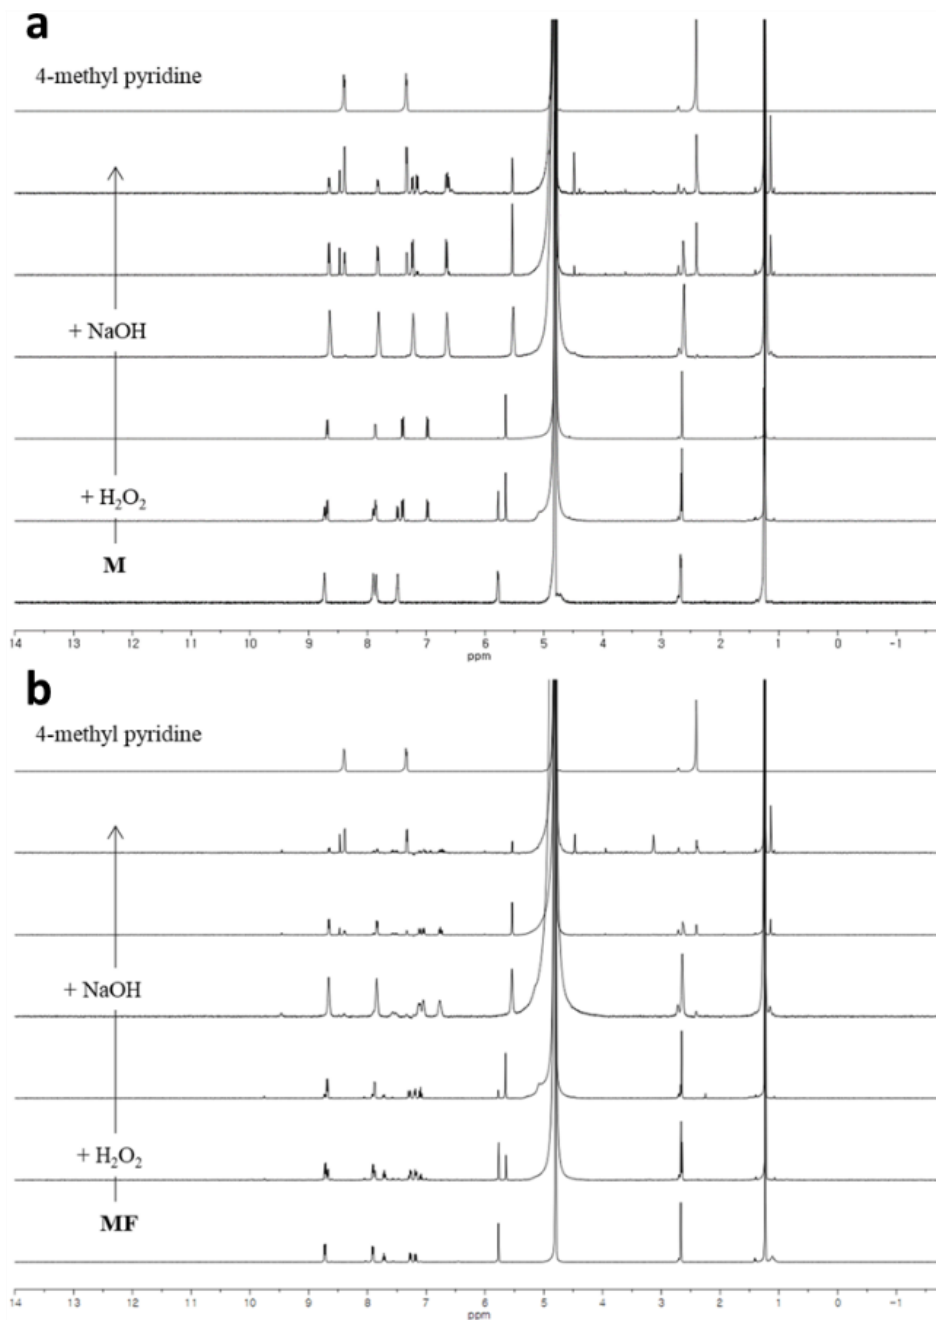 a
4-methyl pyridine
+ NaOH
+ H₂O₂
M
14 13 12 11 10 9 8 7 6 5 4 3 2 1 0 -1
ppm
b
4-methyl pyridine
+ NaOH
+ H₂O₂
MF
14 13 12 11 10 9 8 7 6 5 4 3 2 1 0 -1
ppm